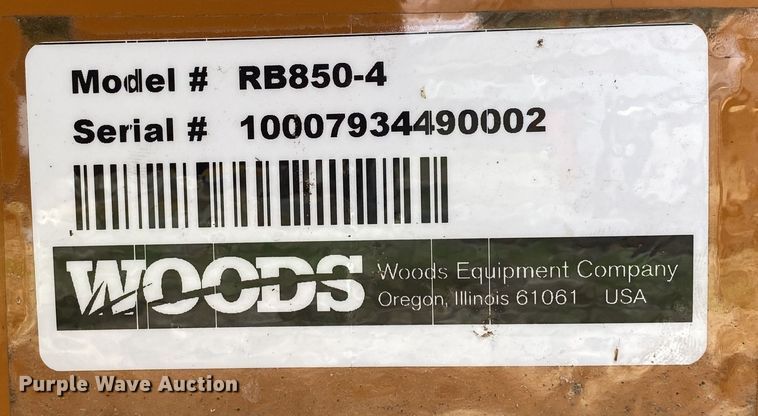 Model # RB850-4
Serial # 10007934490002
WOODS
Woods Equipment Company
Oregon, Illinois 61061 USA
Purple Wave Auction